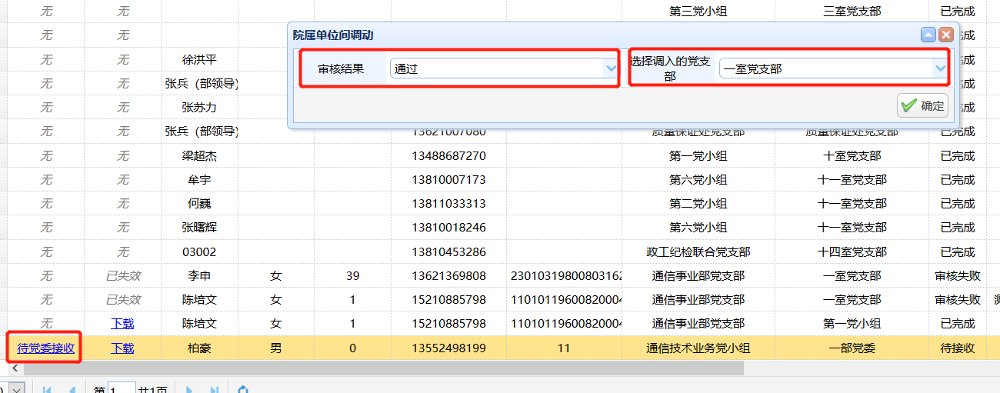 无 无 第三党小组 三室党支部 已完成
无 无 完成
院属单位间调动
无 无 徐洪平 完成
审核结果 通过 选择调入的党支部 一室党支部
无 无 张兵（部领导） 完成
无 无 张苏力 完成
确定
无 无 张兵（部领导） 13621007080 质量保证处党支部 质量保证处党支部 已完成
无 无 梁超杰 13488687270 第一党小组 十室党支部 已完成
无 无 牟宇 13810007173 第六党小组 十一室党支部 已完成
无 无 何巍 13811033313 第二党小组 十一室党支部 已完成
无 无 张曙辉 13810018246 第六党小组 十一室党支部 已完成
无 无 03002 13810453286 政工纪检联合党支部 十四室党支部 已完成
无 已失效 李申 女 39 13621369808 23010319800803162 通信事业部党支部 一室党支部 审核失败
无 已失效 陈培文 女 1 15210885798 11010119600820004 通信事业部党支部 一室党支部 审核失败
无 下载 陈培文 女 1 15210885798 11010119600820004 通信事业部党支部 第一党小组 已完成
待党委接收 下载 柏豪 男 0 13552498199 11 通信技术业务党小组 一部党委 待接收
第 1 共1页